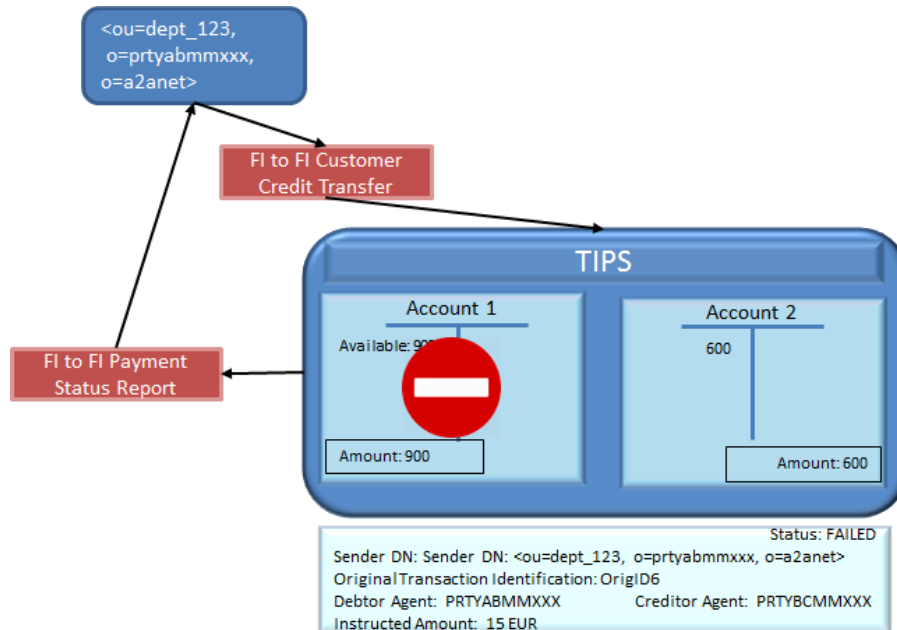 <ou=dept_123,
o=prtyabmmxxx,
o=a2anet>
FI to FI Customer
Credit Transfer
TIPS
Account 1
Available: 900
Amount: 900
Account 2
600
Amount: 600
FI to FI Payment
Status Report
Status: FAILED
Sender DN: Sender DN: <ou=dept_123, o=prtyabmmxxx, o=a2anet>
Original Transaction Identification: OrigID6
Debtor Agent: PRTYABMMXXX Creditor Agent: PRTYBCMMXXX
Instructed Amount: 15 EUR